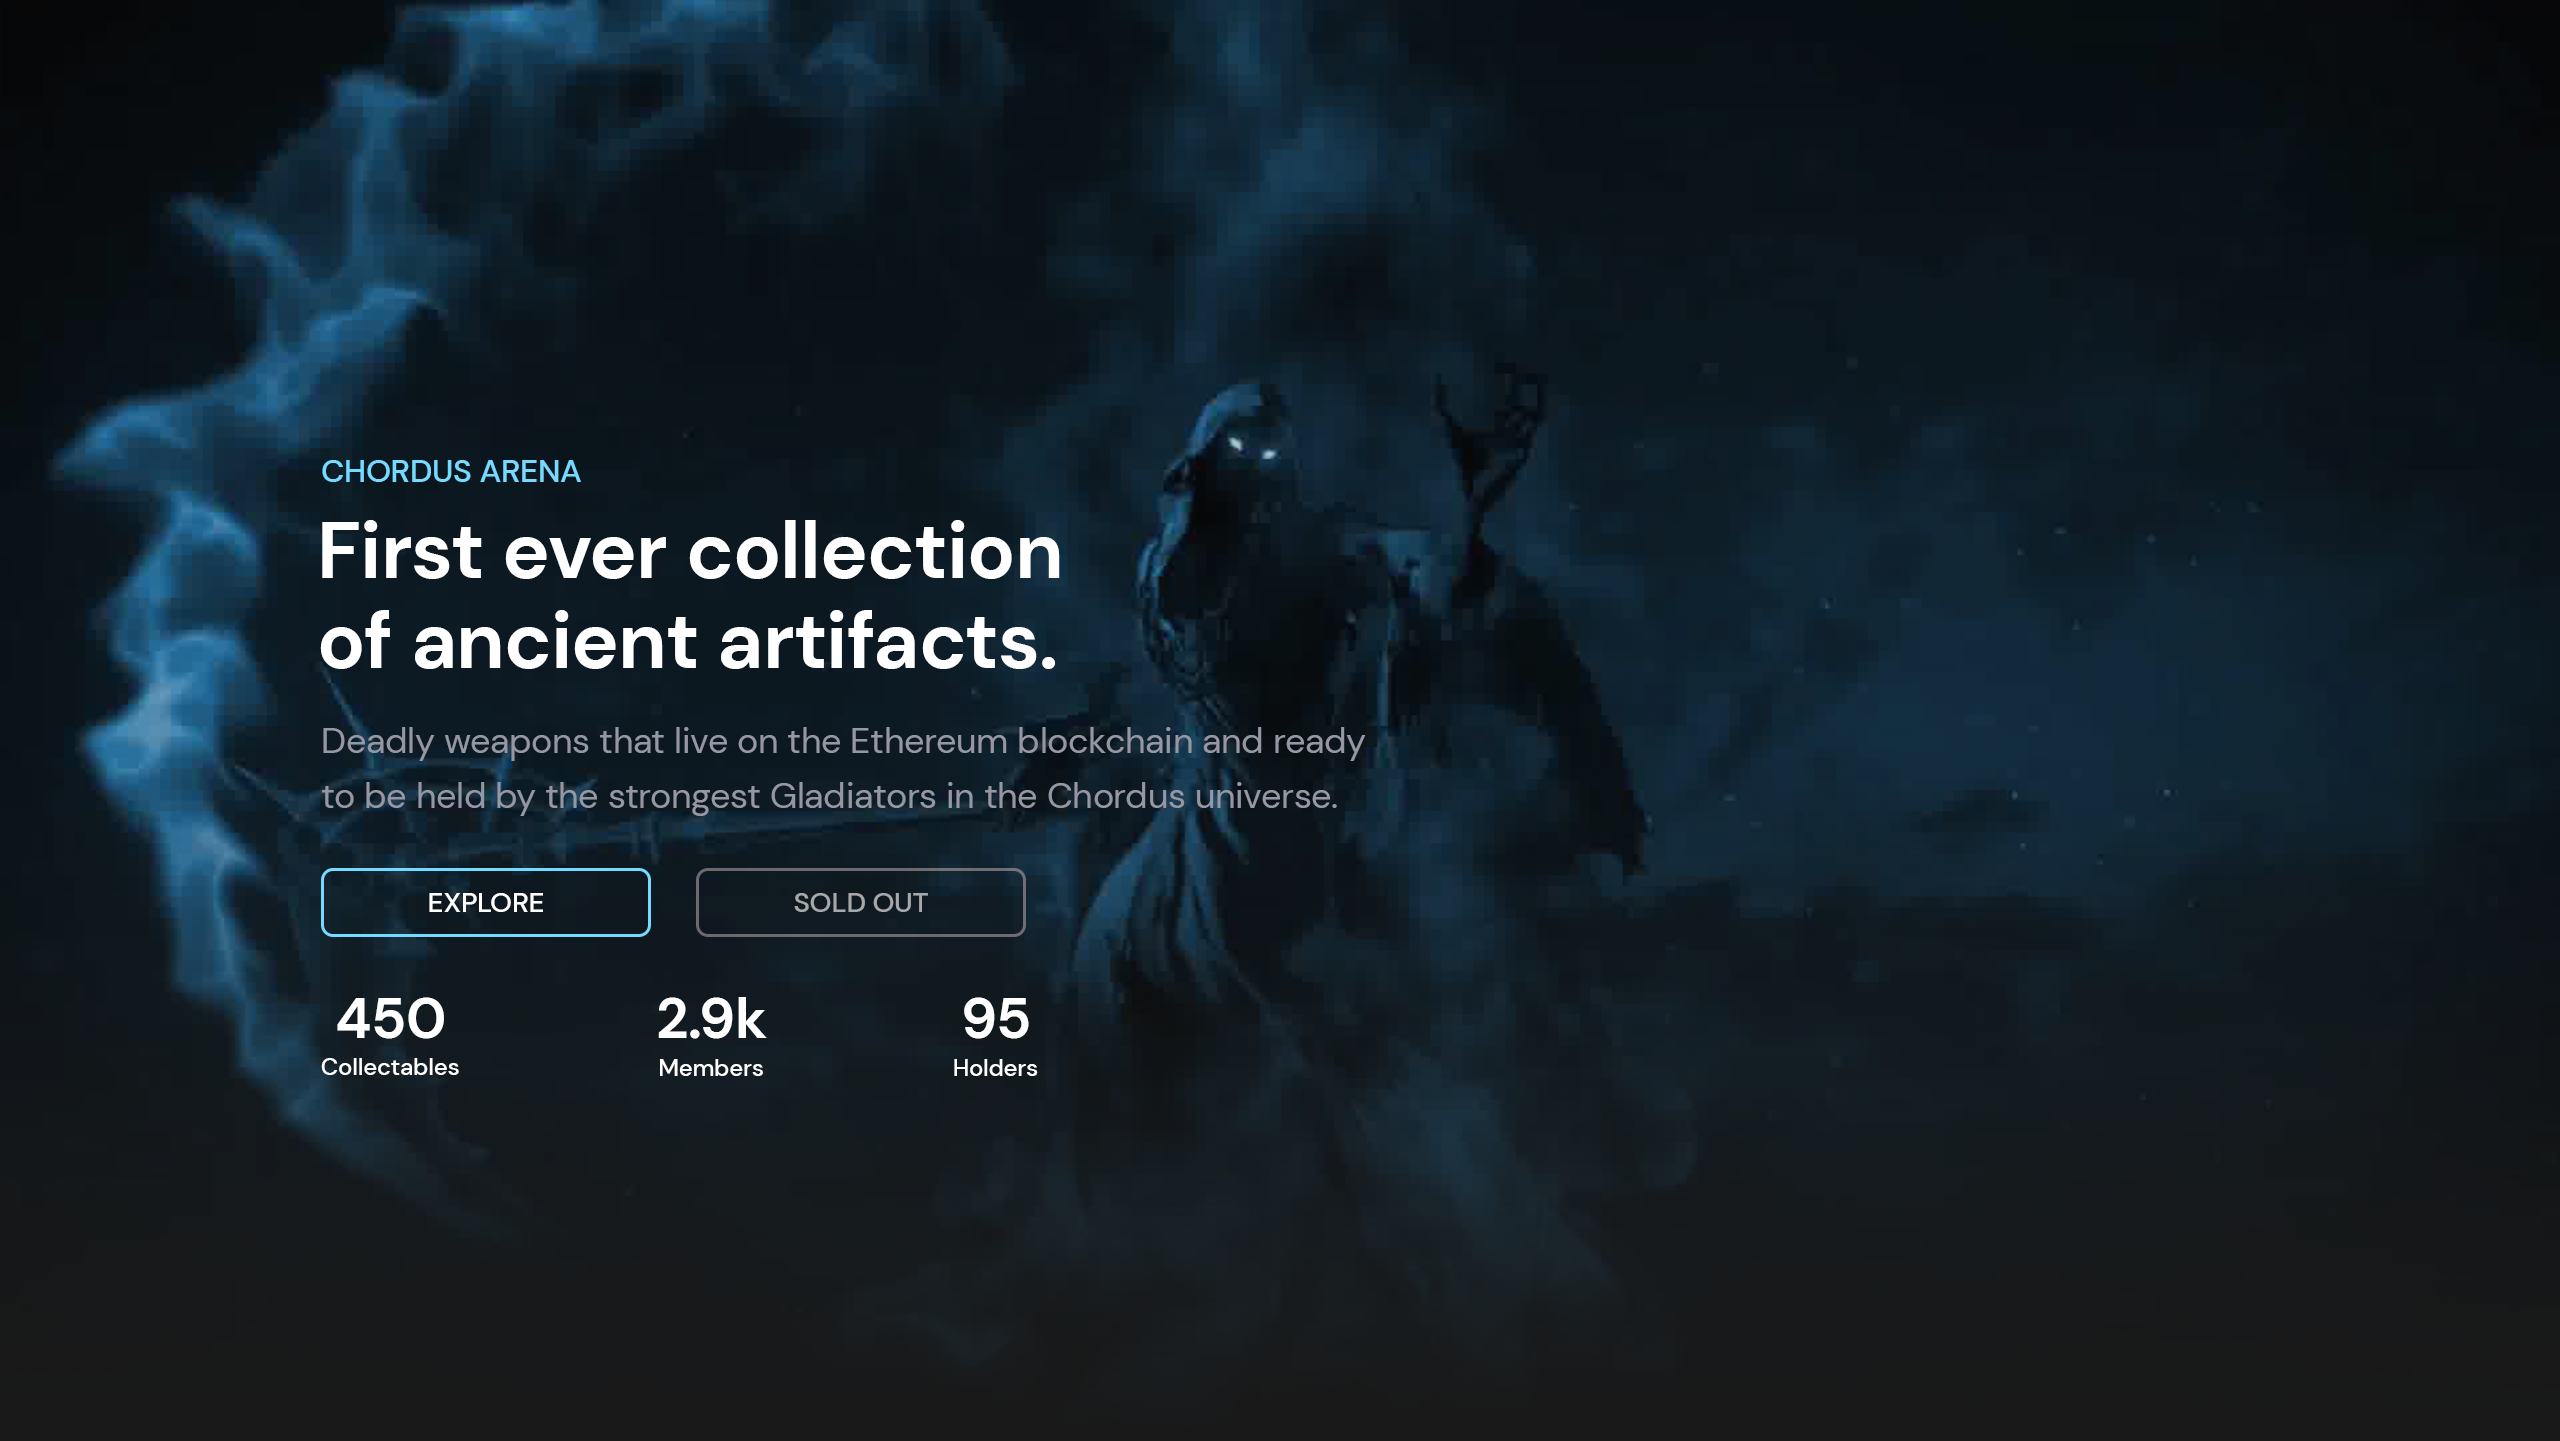 CHORDUS ARENA
First ever collection
of ancient artifacts.
Deadly weapons that live on the Ethereum blockchain and ready
to be held by the strongest Gladiators in the Chordus universe.
EXPLORE SOLD OUT
450 2.9k 95
Collectables Members Holders